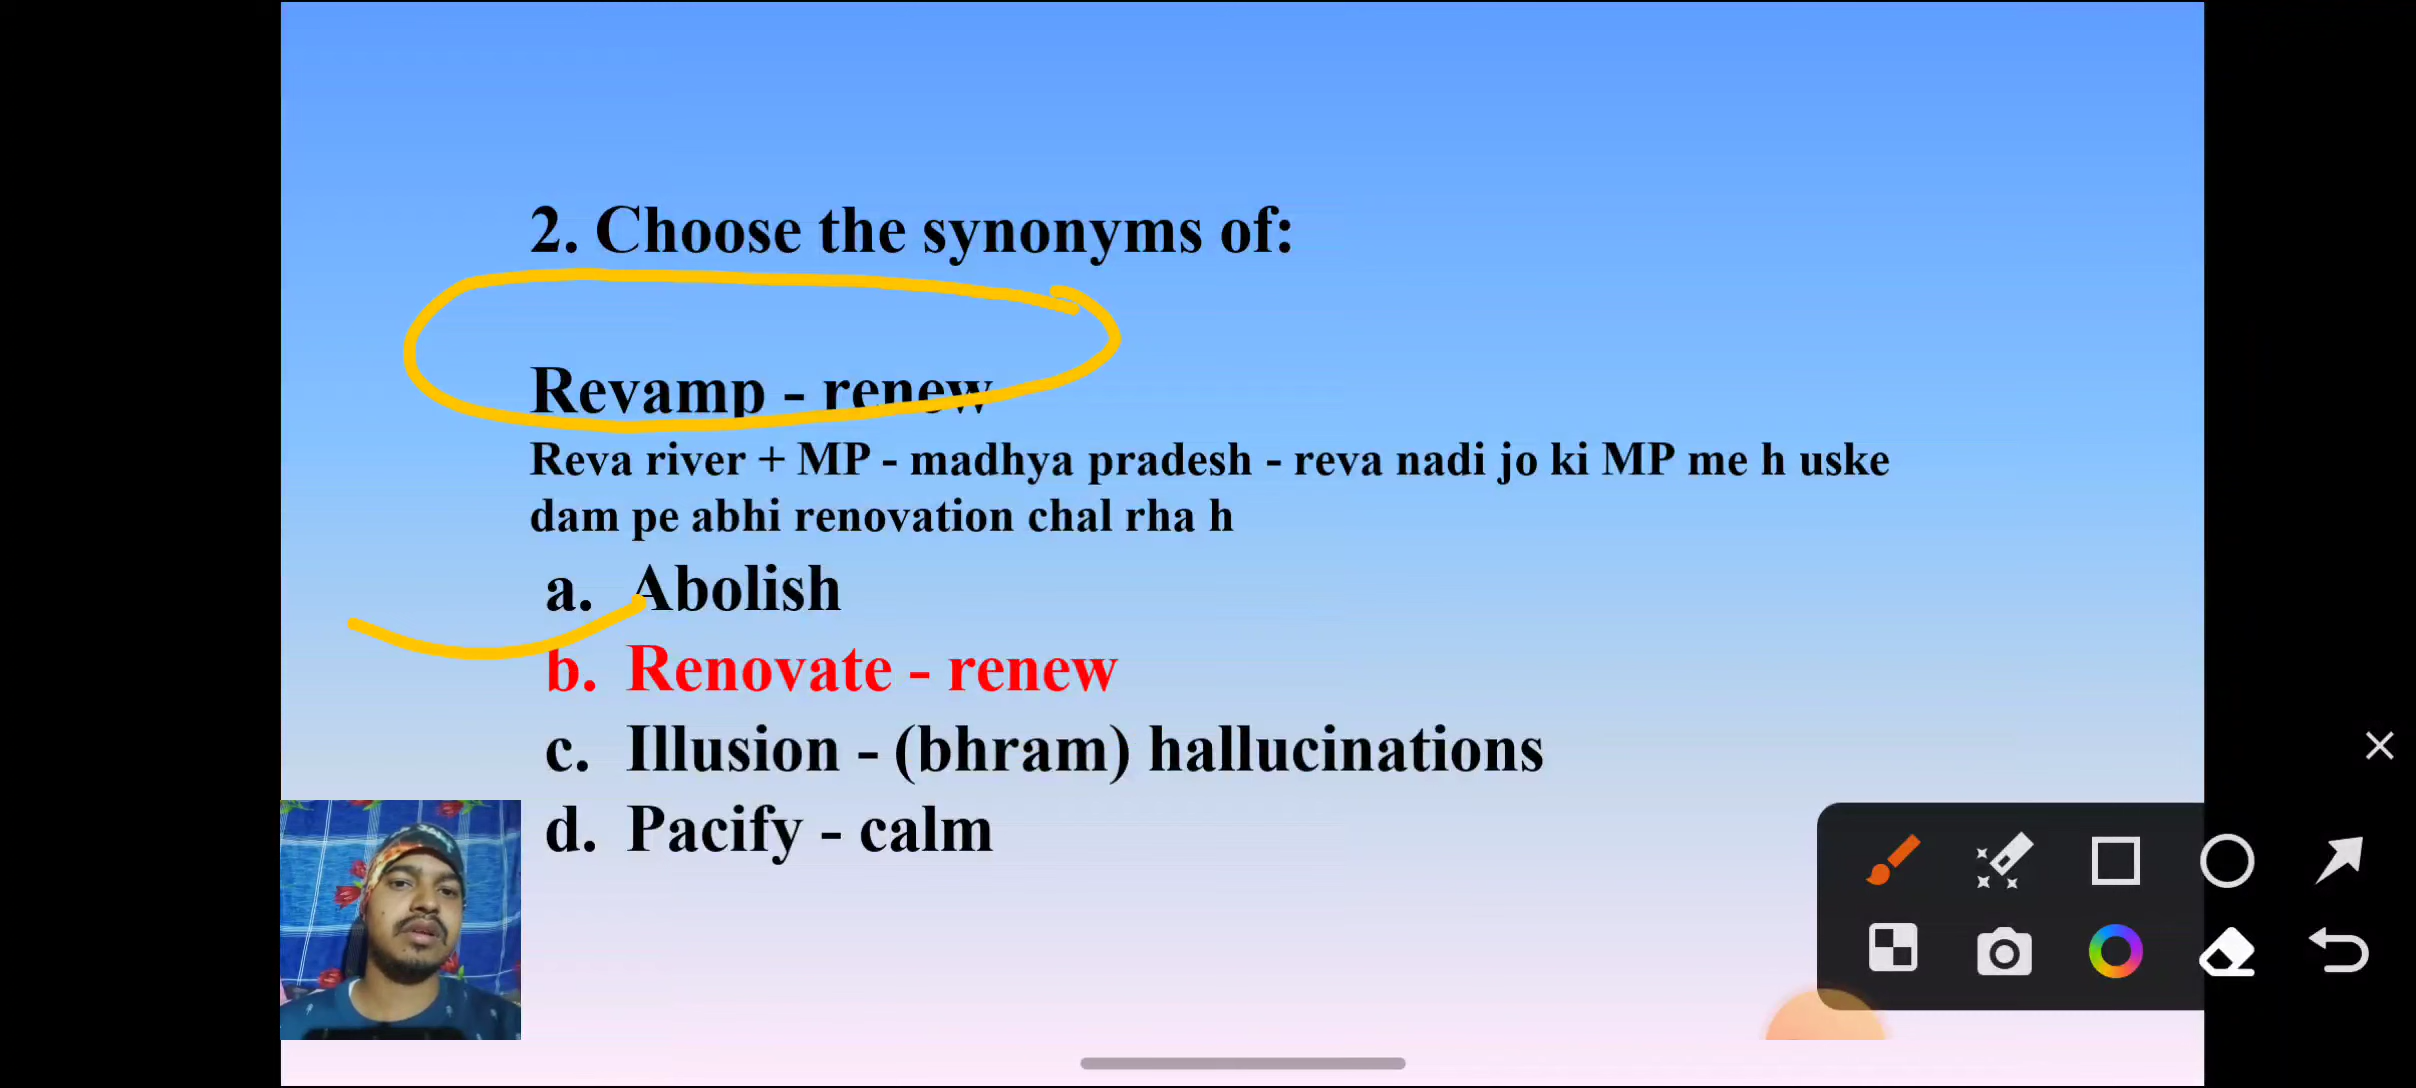 2. Choose the synonyms of:
Revamp - renew
Reva river + MP - madhya pradesh - reva nadi jo ki MP me h uske
dam pe abhi renovation chal rha h
a. Abolish
b. Renovate - renew
c. Illusion - (bhram) hallucinations
d. Pacify - calm